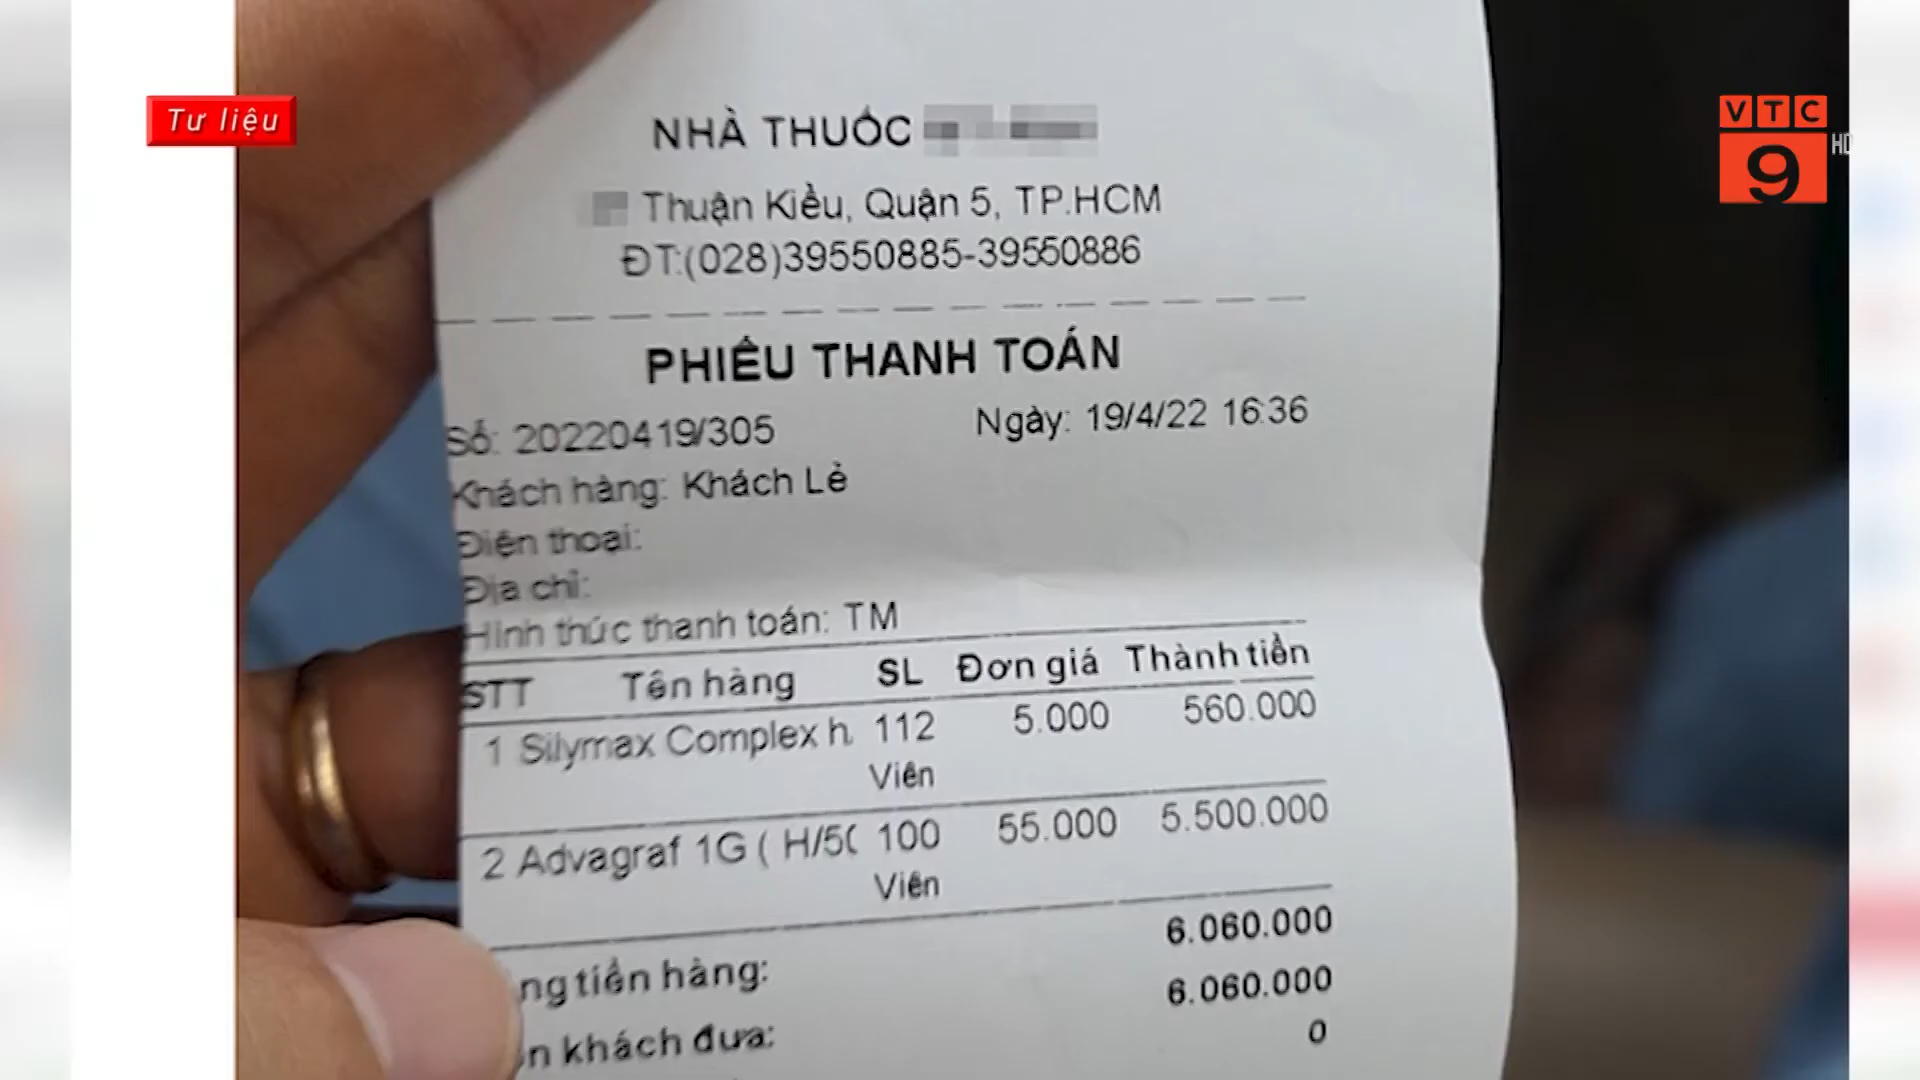 Tư liệu
VTC
9
HD
NHÀ THUỐC
Thuận Kiều, Quận 5, TP.HCM
ĐT:(028)39550885-39550886
PHIẾU THANH TOÁN
Số: 20220419/305 Ngày: 19/4/22 16:36
Khách hàng: Khách Lẻ
Điện thoại:
Địa chỉ:
Hình thức thanh toán: TM
STT Tên hàng SL Đơn giá Thành tiền
1 Silymax Complex h 112 5.000 560.000
Viên
2 Advagraf 1G ( H/50 100 55.000 5.500.000
Viên
6.060.000
tiền hàng:
6.060.000
khách đưa:
0